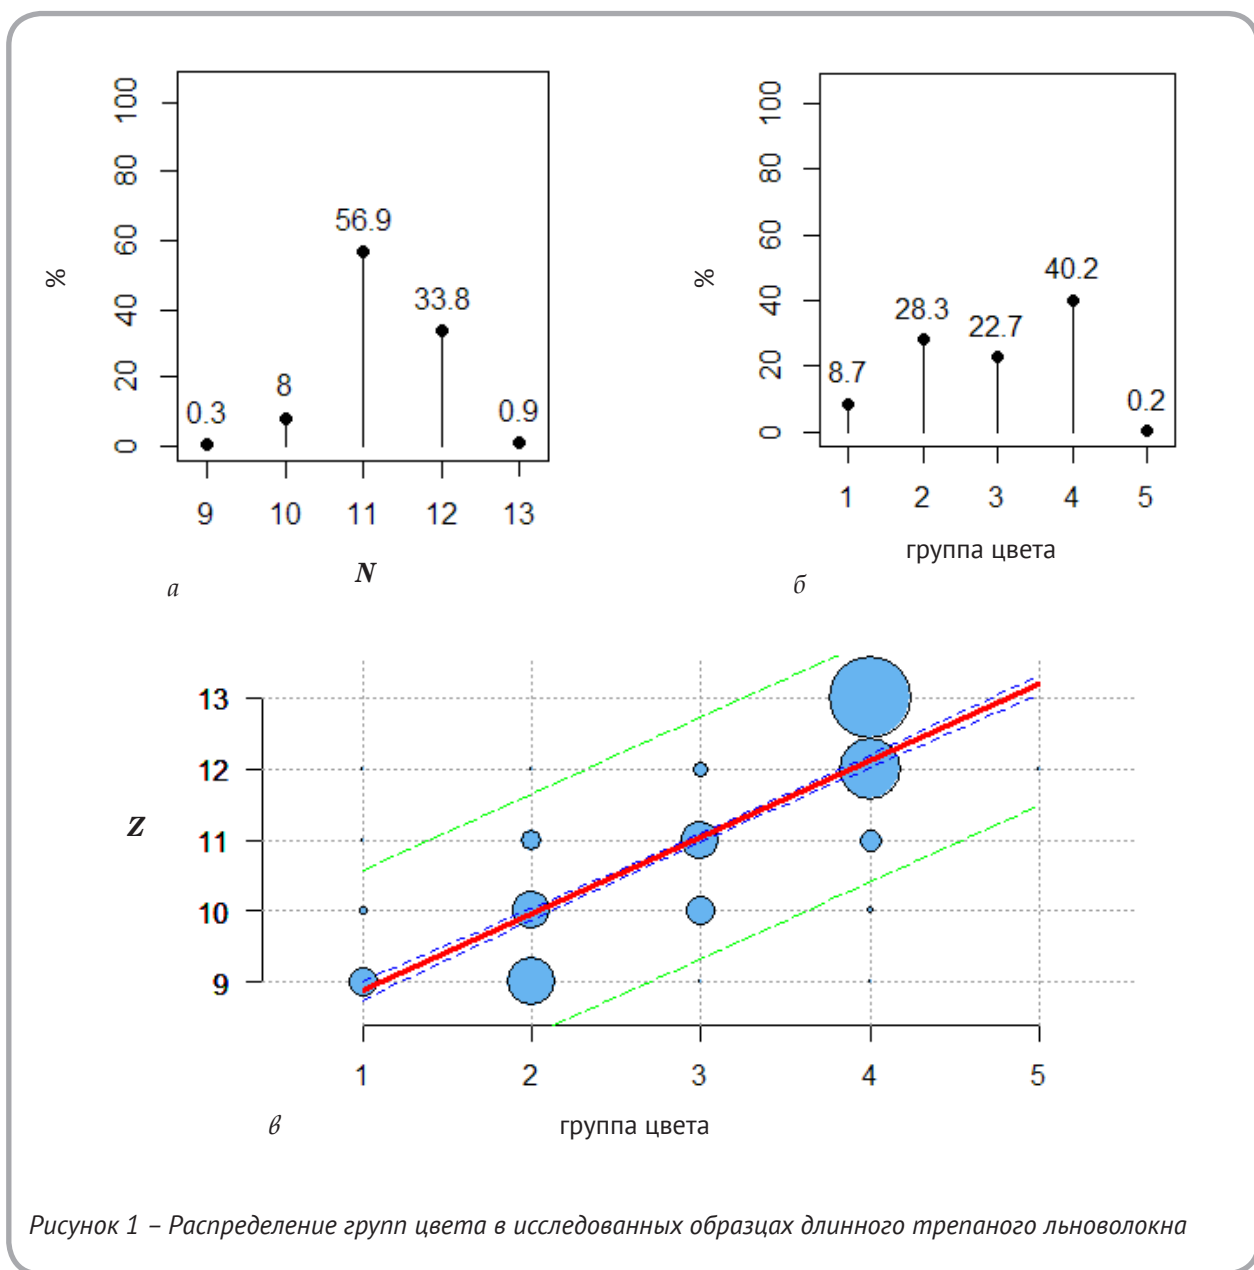 100
80
60
40
20
0
%
56.9
33.8
8
0.3
0.9
9 10 11 12 13
N
а
100
80
60
40
20
0
%
40.2
28.3
22.7
8.7
0.2
1 2 3 4 5
группа цвета
б
13
12
11
10
9
Z
1 2 3 4 5
в
группа цвета
Рисунок 1 – Распределение групп цвета в исследованных образцах длинного трепаного льноволокна